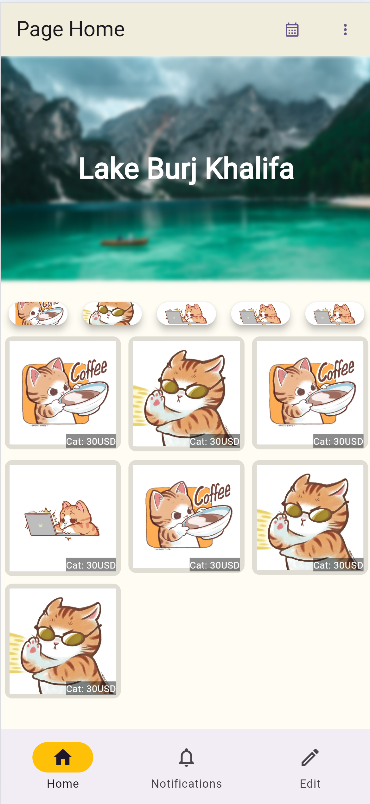 Page Home
Lake Burj Khalifa
Coffee
Cat: 30USD
Cat: 30USD
Coffee
Cat: 30USD
Cat: 30USD
Coffee
Cat: 30USD
Cat: 30USD
Cat: 30USD
Home
Notifications
Edit